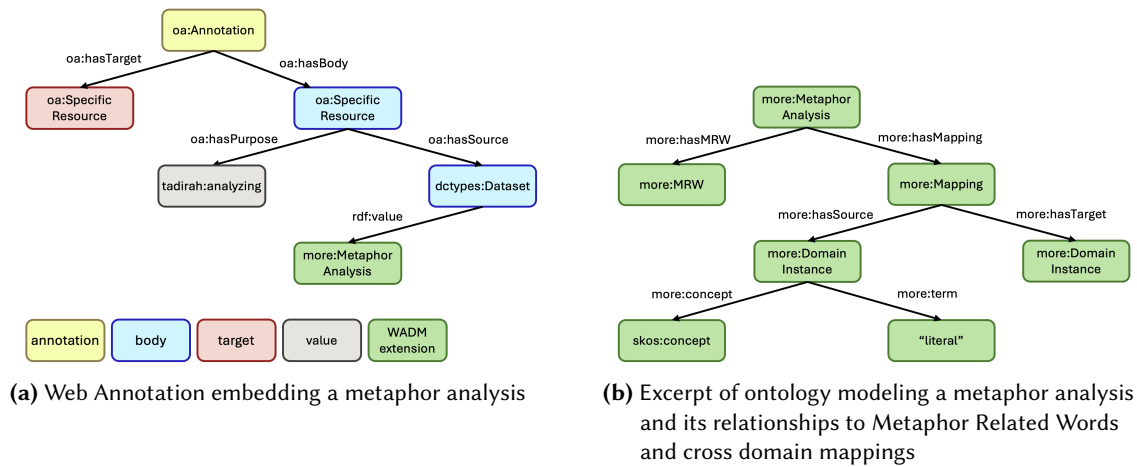 oa:Annotation
oa:hasTarget
oa:hasBody
oa:Specific
Resource
oa:Specific
Resource
oa:hasPurpose
oa:hasSource
tadirah:analyzing
dctypes:Dataset
rdf:value
more:Metaphor
Analysis
annotation
body
target
value
WADM
extension
(a) Web Annotation embedding a metaphor analysis
more:Metaphor
Analysis
more:hasMRW
more:hasMapping
more:MRW
more:Mapping
more:hasSource
more:hasTarget
more:Domain
Instance
more:Domain
Instance
more:concept
more:term
skos:concept
“literal”
(b) Excerpt of ontology modeling a metaphor analysis
and its relationships to Metaphor Related Words
and cross domain mappings